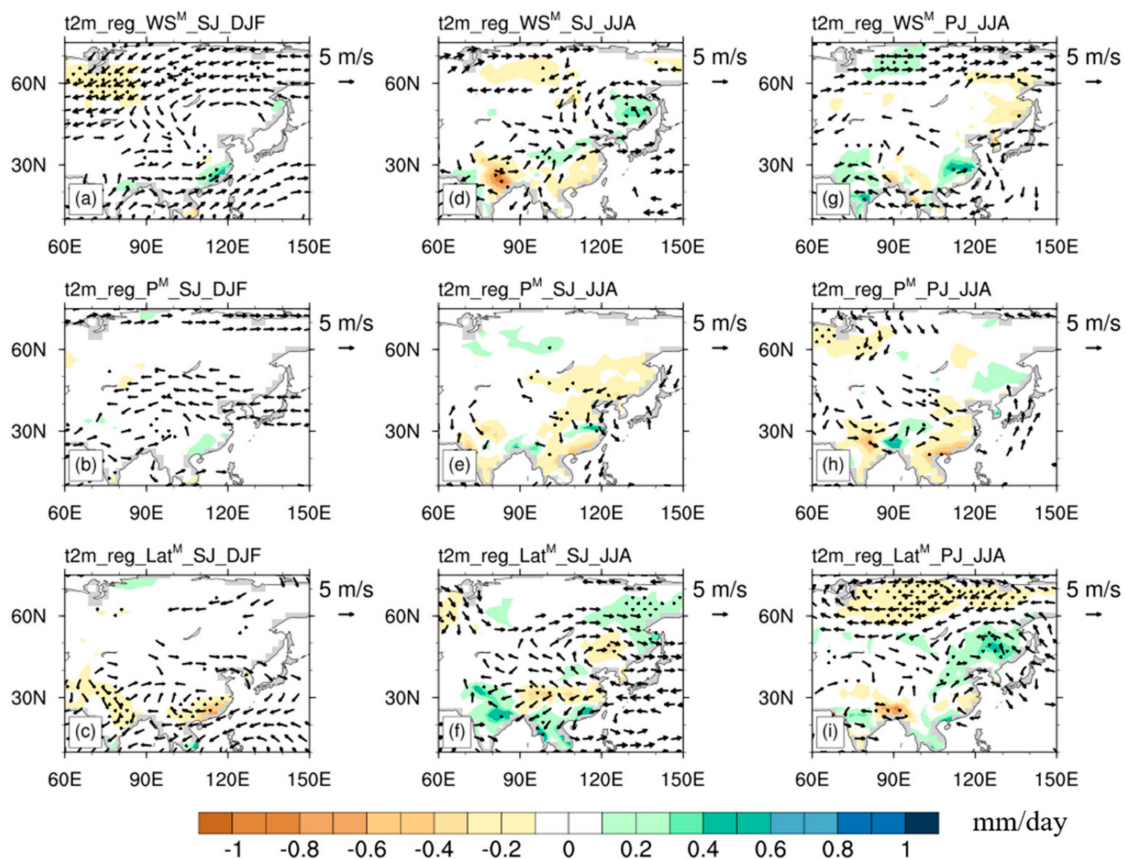 t2m_reg_WS^M_SJ_DJF
t2m_reg_WS^M_SJ_JJA
t2m_reg_WS^M_PJ_JJA
5 m/s
5 m/s
5 m/s
60N
60N
60N
30N
30N
30N
(a)
(d)
(g)
60E 90E 120E 150E
60E 90E 120E 150E
60E 90E 120E 150E
t2m_reg_P^M_SJ_DJF
t2m_reg_P^M_SJ_JJA
t2m_reg_P^M_PJ_JJA
5 m/s
5 m/s
5 m/s
60N
60N
60N
30N
30N
30N
(b)
(e)
(h)
60E 90E 120E 150E
60E 90E 120E 150E
60E 90E 120E 150E
t2m_reg_Lat^M_SJ_DJF
t2m_reg_Lat^M_SJ_JJA
t2m_reg_Lat^M_PJ_JJA
5 m/s
5 m/s
5 m/s
60N
60N
60N
30N
30N
30N
(c)
(f)
(i)
60E 90E 120E 150E
60E 90E 120E 150E
60E 90E 120E 150E
mm/day
-1 -0.8 -0.6 -0.4 -0.2 0 0.2 0.4 0.6 0.8 1